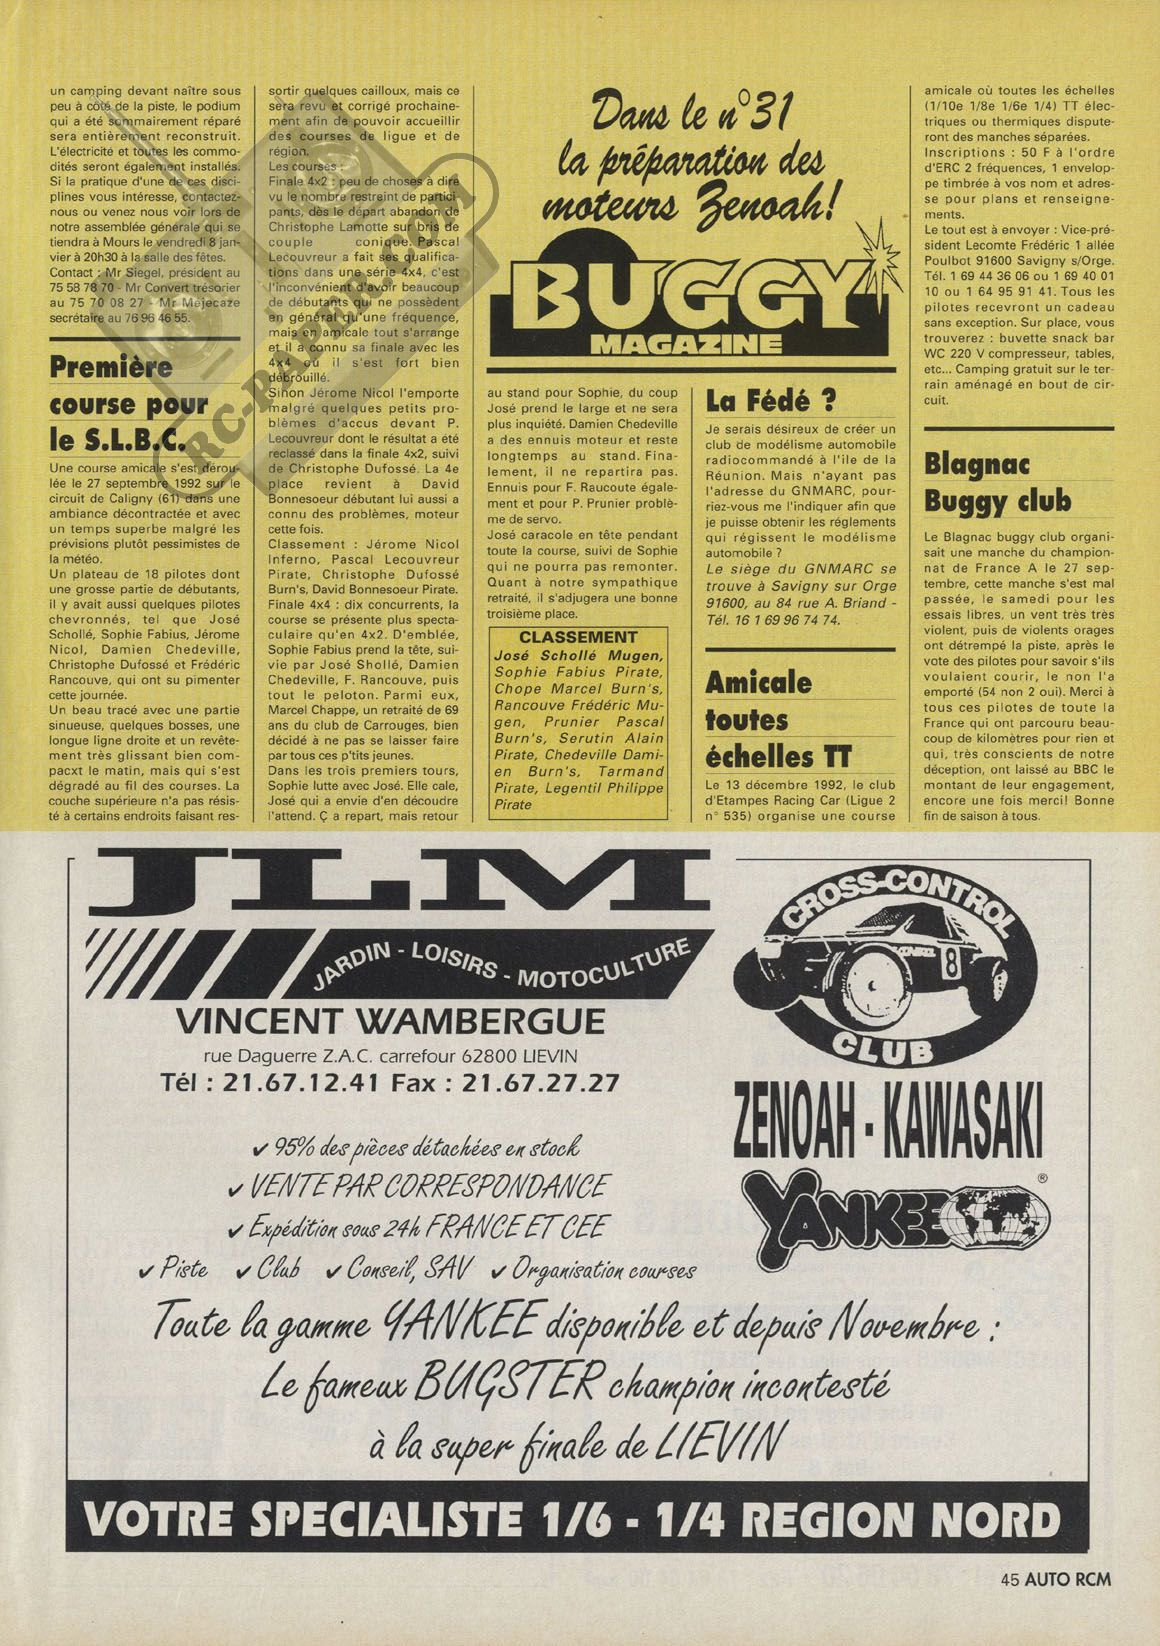 un camping devant naître sous
peu à côté de la piste, le podium
qui a été sommairement réparé
sera entièrement reconstruit.
L'électricité et toutes les commo-
dités seront également installés.
Si la pratique d'une de ces disci-
plines vous intéresse, contactez-
nous ou venez nous voir lors de
notre assemblée générale qui se
tiendra à Mours le vendredi 8 jan-
vier à 20h30 à la salle des fêtes.
Contact : Mr Siegel, président au
75 58 78 70 - Mr Convert trésorier
au 75 70 08 27 - Mr Méjecaze
secrétaire au 76 96 46 55.
Première
course pour
le S.L.B.C.
Une course amicale s'est dérou-
lée le 27 septembre 1992 sur le
circuit de Caligny (61) dans une
ambiance décontractée et avec
un temps superbe malgré les
prévisions plutôt pessimistes de
la météo.
Un plateau de 18 pilotes dont
une grosse partie de débutants,
il y avait aussi quelques pilotes
chevronnés, tel que José
Schollé, Sophie Fabius, Jérome
Nicol, Damien Chedeville,
Christophe Dufossé et Frédéric
Rancouve, qui ont su pimenter
cette journée.
Un beau tracé avec une partie
sinueuse, quelques bosses, une
longue ligne droite et un revête-
ment très glissant bien com-
pacxt le matin, mais qui s'est
dégradé au fil des courses. La
couche supérieure n'a pas résis-
té à certains endroits faisant res-
sortir quelques cailloux, mais ce
sera revu et corrigé prochaine-
ment afin de pouvoir accueillir
des courses de ligue et de
région.
Les courses :
Finale 4x2 : peu de choses à dire
vu le nombre restreint de partici-
pants, dès le départ abandon de
Christophe Lamotte sur bris de
couple conique. Pascal
Lecouvreur a fait ses qualifica-
tions dans une série 4x4, c'est
l'inconvénient d'avoir beaucoup
de débutants qui ne possèdent
en général qu'une fréquence,
mais en amicale tout s'arrange
et il a connu sa finale avec les
4x4 où il s'est fort bien
débrouillé.
Sinon Jérome Nicol l'emporte
malgré quelques petits pro-
blèmes d'accus devant P.
Lecouvreur dont le résultat a été
reclassé dans la finale 4x2, suivi
de Christophe Dufossé. La 4e
place revient à David
Bonnesoeur débutant lui aussi a
connu des problèmes, moteur
cette fois.
Classement : Jérome Nicol
Inferno, Pascal Lecouvreur
Pirate, Christophe Dufossé
Burn's, David Bonnesoeur Pirate.
Finale 4x4 : dix concurrents, la
course se présente plus specta-
culaire qu'en 4x2. D'emblée,
Sophie Fabius prend la tête, sui-
vie par José Shollé, Damien
Chedeville, F. Rancouve, puis
tout le peloton. Parmi eux,
Marcel Chappe, un retraité de 69
ans du club de Carrouges, bien
décidé à ne pas se laisser faire
par tous ces p'tits jeunes.
Dans les trois premiers tours,
Sophie lutte avec José. Elle cale,
José qui a envie d'en découdre
l'attend. Ç a repart, mais retour
Dans le n°31
la préparation des
moteurs Zenoah!
BUGGY
MAGAZINE
au stand pour Sophie, du coup
José prend le large et ne sera
plus inquiété. Damien Chedeville
a des ennuis moteur et reste
longtemps au stand. Fina-
lement, il ne repartira pas.
Ennuis pour F. Raucoute égale-
ment et pour P. Prunier problè-
me de servo.
José caracole en tête pendant
toute la course, suivi de Sophie
qui ne pourra pas remonter.
Quant à notre sympathique
retraité, il s'adjugera une bonne
troisième place.
CLASSEMENT
José Schollé Mugen,
Sophie Fabius Pirate,
Chope Marcel Burn's,
Rancouve Frédéric Mu-
gen, Prunier Pascal
Burn's, Serutin Alain
Pirate, Chedeville Dami-
en Burn's, Tarmand
Pirate, Legentil Philippe
Pirate
La Fédé ?
Je serais désireux de créer un
club de modélisme automobile
radiocommandé à l'ile de la
Réunion. Mais n'ayant pas
l'adresse du GNMARC, pour-
riez-vous me l'indiquer afin que
je puisse obtenir les réglements
qui régissent le modélisme
automobile ?
Le siège du GNMARC se
trouve à Savigny sur Orge
91600, au 84 rue A. Briand -
Tél. 16 1 69 96 74 74.
Amicale
toutes
échelles TT
Le 13 décembre 1992, le club
d'Etampes Racing Car (Ligue 2
n° 535) organise une course
amicale où toutes les échelles
(1/10e 1/8e 1/6e 1/4) TT élec-
triques ou thermiques dispute-
ront des manches séparées.
Inscriptions : 50 F à l'ordre
d'ERC 2 fréquences, 1 envelop-
pe timbrée à vos nom et adres-
se pour plans et renseigne-
ments.
Le tout est à envoyer : Vice-pré-
sident Lecomte Frédéric 1 allée
Poulbot 91600 Savigny s/Orge.
Tél. 1 69 44 36 06 ou 1 69 40 01
10 ou 1 64 95 91 41. Tous les
pilotes recevront un cadeau
sans exception. Sur place, vous
trouverez : buvette snack bar
WC 220 V compresseur, tables,
etc... Camping gratuit sur le ter-
rain aménagé en bout de cir-
cuit.
Blagnac
Buggy club
Le Blagnac buggy club organi-
sait une manche du champion-
nat de France A le 27 sep-
tembre, cette manche s'est mal
passée, le samedi pour les
essais libres, un vent très très
violent, puis de violents orages
ont détrempé la piste, après le
vote des pilotes pour savoir s'ils
voulaient courir, le non l'a
emporté (54 non 2 oui). Merci à
tous ces pilotes de toute la
France qui ont parcouru beau-
coup de kilomètres pour rien et
qui, très conscients de notre
déception, ont laissé au BBC le
montant de leur engagement,
encore une fois merci! Bonne
fin de saison à tous.
RC-PAPER.COM
JLM
JARDIN - LOISIRS - MOTOCULTURE
VINCENT WAMBERGUE
rue Daguerre Z.A.C. carrefour 62800 LIEVIN
Tél : 21.67.12.41 Fax : 21.67.27.27
CROSS-CONTROL
8
CLUB
ZENOAH - KAWASAKI
YANKEE ®
✓ 95% des pièces détachées en stock
✓ VENTE PAR CORRESPONDANCE
✓ Expédition sous 24h FRANCE ET CEE
✓ Piste ✓ Club ✓ Conseil, SAV ✓ Organisation courses
Toute la gamme YANKEE disponible et depuis Novembre :
Le fameux BUGSTER champion incontesté
à la super finale de LIEVIN
VOTRE SPECIALISTE 1/6 - 1/4 REGION NORD
45 AUTO RCM